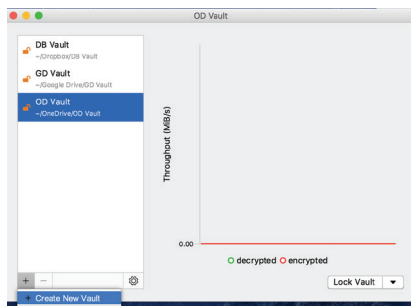 OD Vault
DB Vault
~/Dropbox/DB Vault
GD Vault
~/Google Drive/GD Vault
OD Vault
~/OneDrive/OD Vault
Throughput (MiB/s)
0.00
decrypted encrypted
+ −
+ Create New Vault
Lock Vault